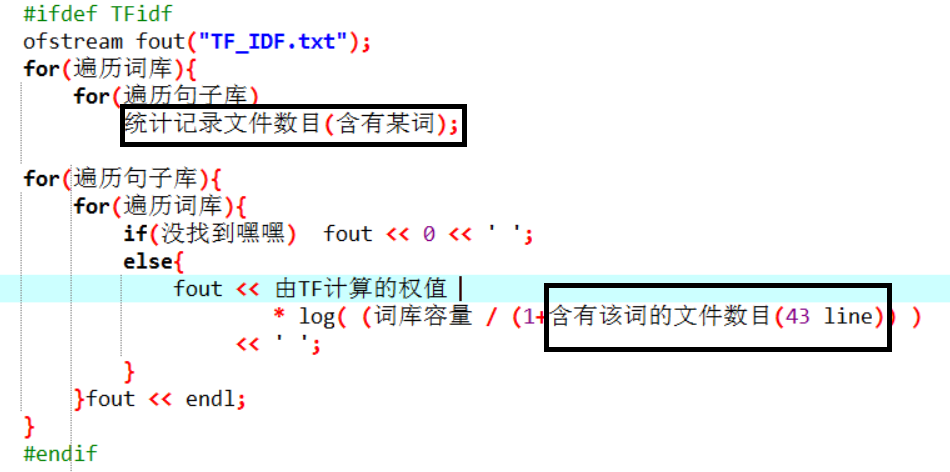 #ifdef TFidf
ofstream fout("TF_IDF.txt");
for(遍历词库){
for(遍历句子库)
统计记录文件数目(含有某词);
for(遍历句子库){
for(遍历词库){
if(没找到嘿嘿) fout << 0 << ' ';
else{
fout << 由TF计算的权值
* log( (词库容量 / (1+含有该词的文件数目(43 line)) )
<< ' ';
}
}fout << endl;
}
#endif